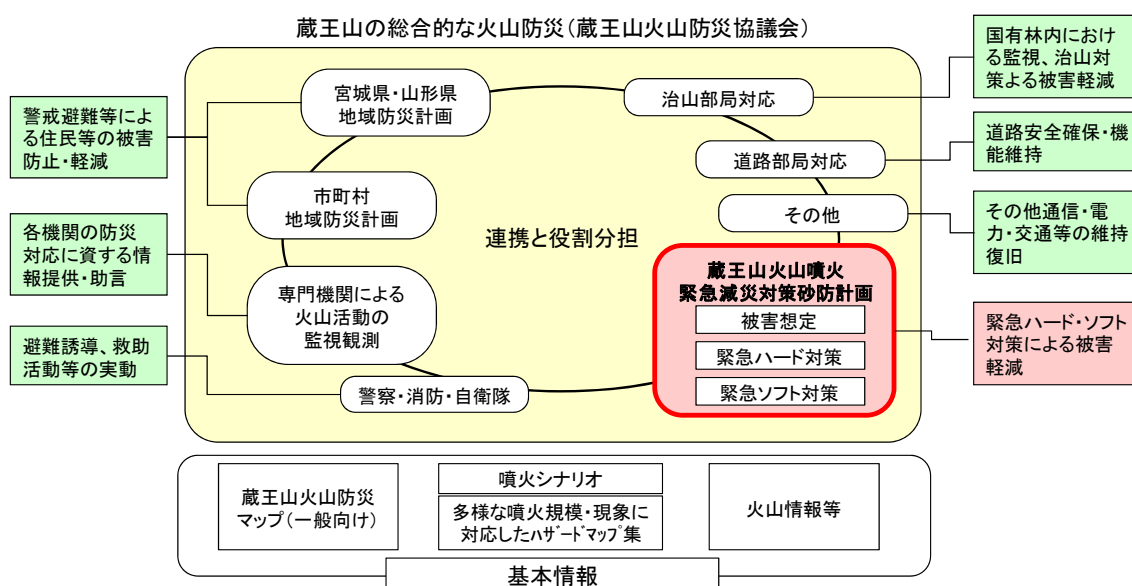 蔵王山の総合的な火山防災(蔵王山火山防災協議会)
宮城県・山形県
地域防災計画
市町村
地域防災計画
専門機関による
火山活動の
監視観測
警察・消防・自衛隊
治山部局対応
道路部局対応
その他
連携と役割分担
蔵王山火山噴火
緊急減災対策砂防計画
被害想定
緊急ハード対策
緊急ソフト対策
警戒避難等によ
る住民等の被害
防止・軽減
各機関の防災
対応に資する情
報提供・助言
避難誘導、救助
活動等の実動
国有林内におけ
る監視、治山対
策よる被害軽減
道路安全確保・機
能維持
その他通信・電
力・交通等の維持
復旧
緊急ハード・ソフト
対策による被害
軽減
蔵王山火山防災
マップ(一般向け)
噴火シナリオ
多様な噴火規模・現象に
対応したハザードマップ集
火山情報等
基本情報